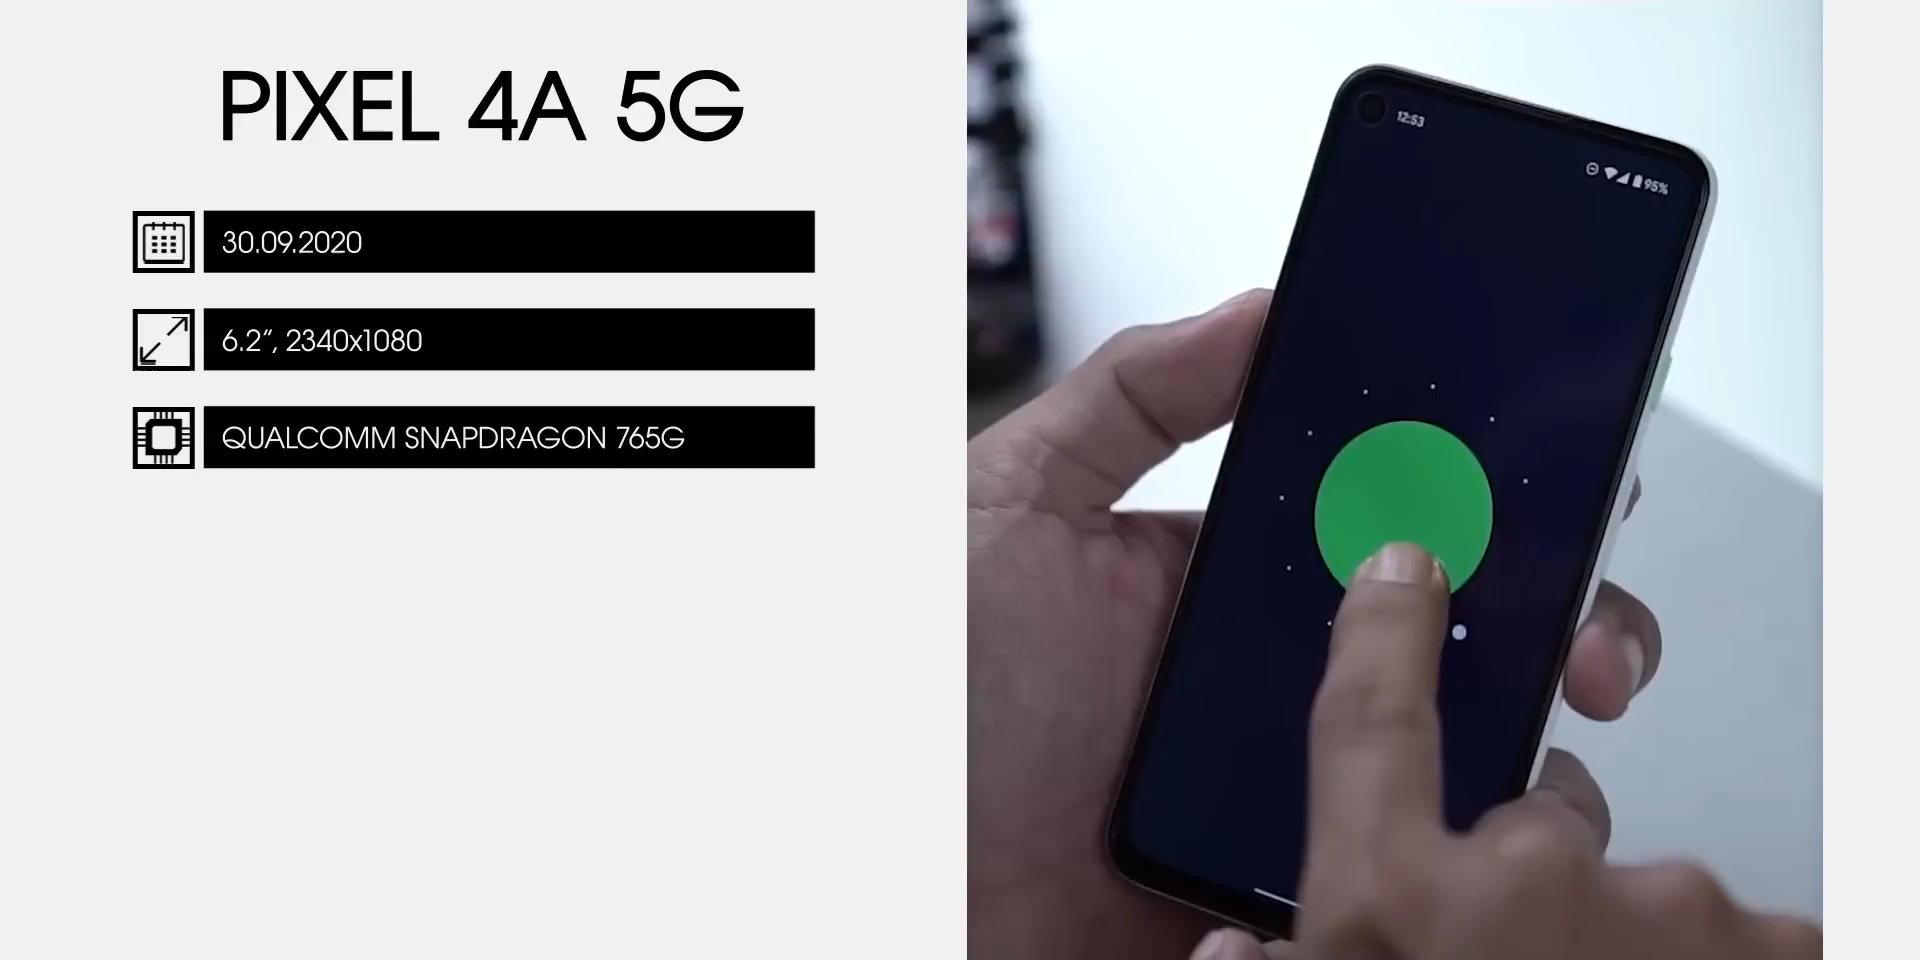 PIXEL 4A 5G
30.09.2020
6.2”, 2340x1080
QUALCOMM SNAPDRAGON 765G
12:53
95%